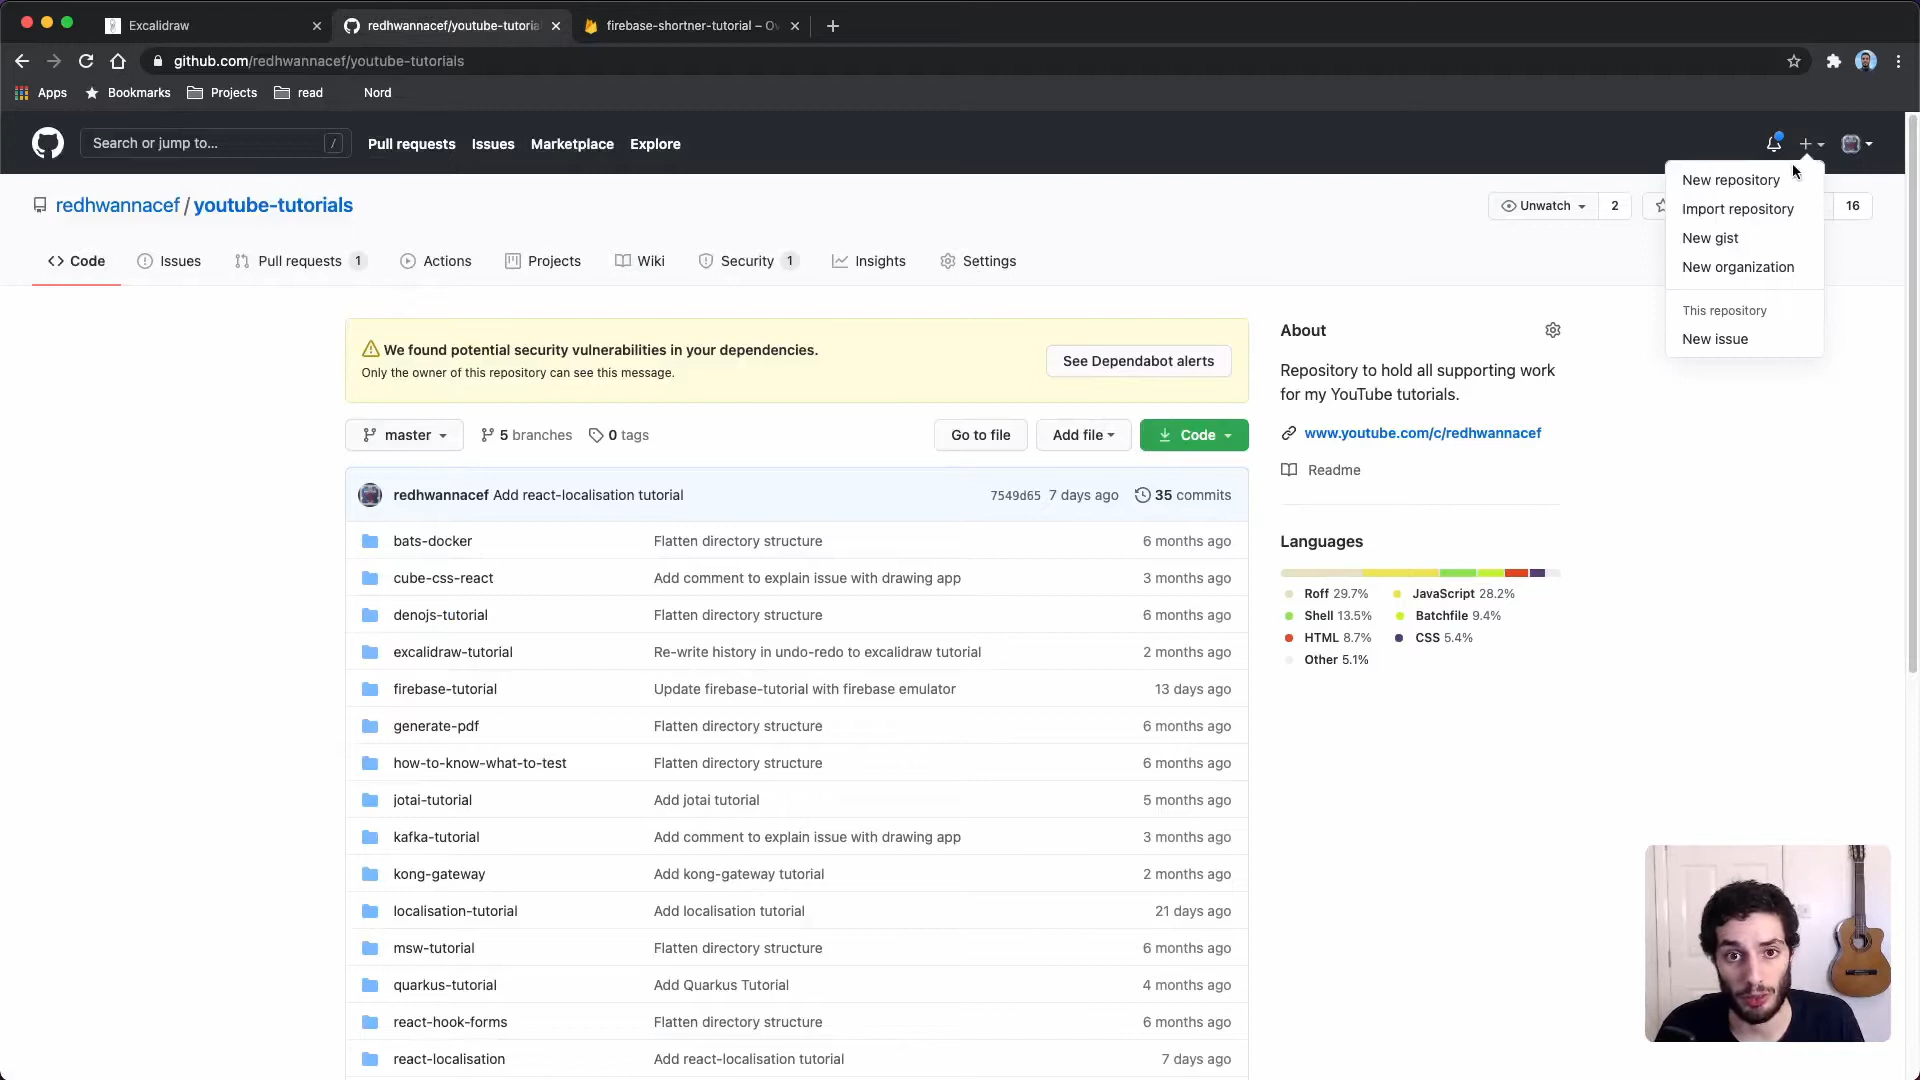 Excalidraw
redhwannacef/youtube-tutoria
firebase-shortner-tutorial – Ov
github.com/redhwannacef/youtube-tutorials
Apps
Bookmarks
Projects
read
Nord
Search or jump to...
/
Pull requests
Issues
Marketplace
Explore
New repository
Import repository
New gist
New organization
This repository
New issue
redhwannacef / youtube-tutorials
Unwatch
2
16
Code
Issues
Pull requests 1
Actions
Projects
Wiki
Security 1
Insights
Settings
We found potential security vulnerabilities in your dependencies.
Only the owner of this repository can see this message.
See Dependabot alerts
master
5 branches
0 tags
Go to file
Add file
Code
redhwannacef Add react-localisation tutorial
7549d65 7 days ago
35 commits
bats-docker Flatten directory structure 6 months ago
cube-css-react Add comment to explain issue with drawing app 3 months ago
denojs-tutorial Flatten directory structure 6 months ago
excalidraw-tutorial Re-write history in undo-redo to excalidraw tutorial 2 months ago
firebase-tutorial Update firebase-tutorial with firebase emulator 13 days ago
generate-pdf Flatten directory structure 6 months ago
how-to-know-what-to-test Flatten directory structure 6 months ago
jotai-tutorial Add jotai tutorial 5 months ago
kafka-tutorial Add comment to explain issue with drawing app 3 months ago
kong-gateway Add kong-gateway tutorial 2 months ago
localisation-tutorial Add localisation tutorial 21 days ago
msw-tutorial Flatten directory structure 6 months ago
quarkus-tutorial Add Quarkus Tutorial 4 months ago
react-hook-forms Flatten directory structure 6 months ago
react-localisation Add react-localisation tutorial 7 days ago
About
Repository to hold all supporting work
for my YouTube tutorials.
www.youtube.com/c/redhwannacef
Readme
Languages
Roff 29.7% JavaScript 28.2%
Shell 13.5% Batchfile 9.4%
HTML 8.7% CSS 5.4%
Other 5.1%